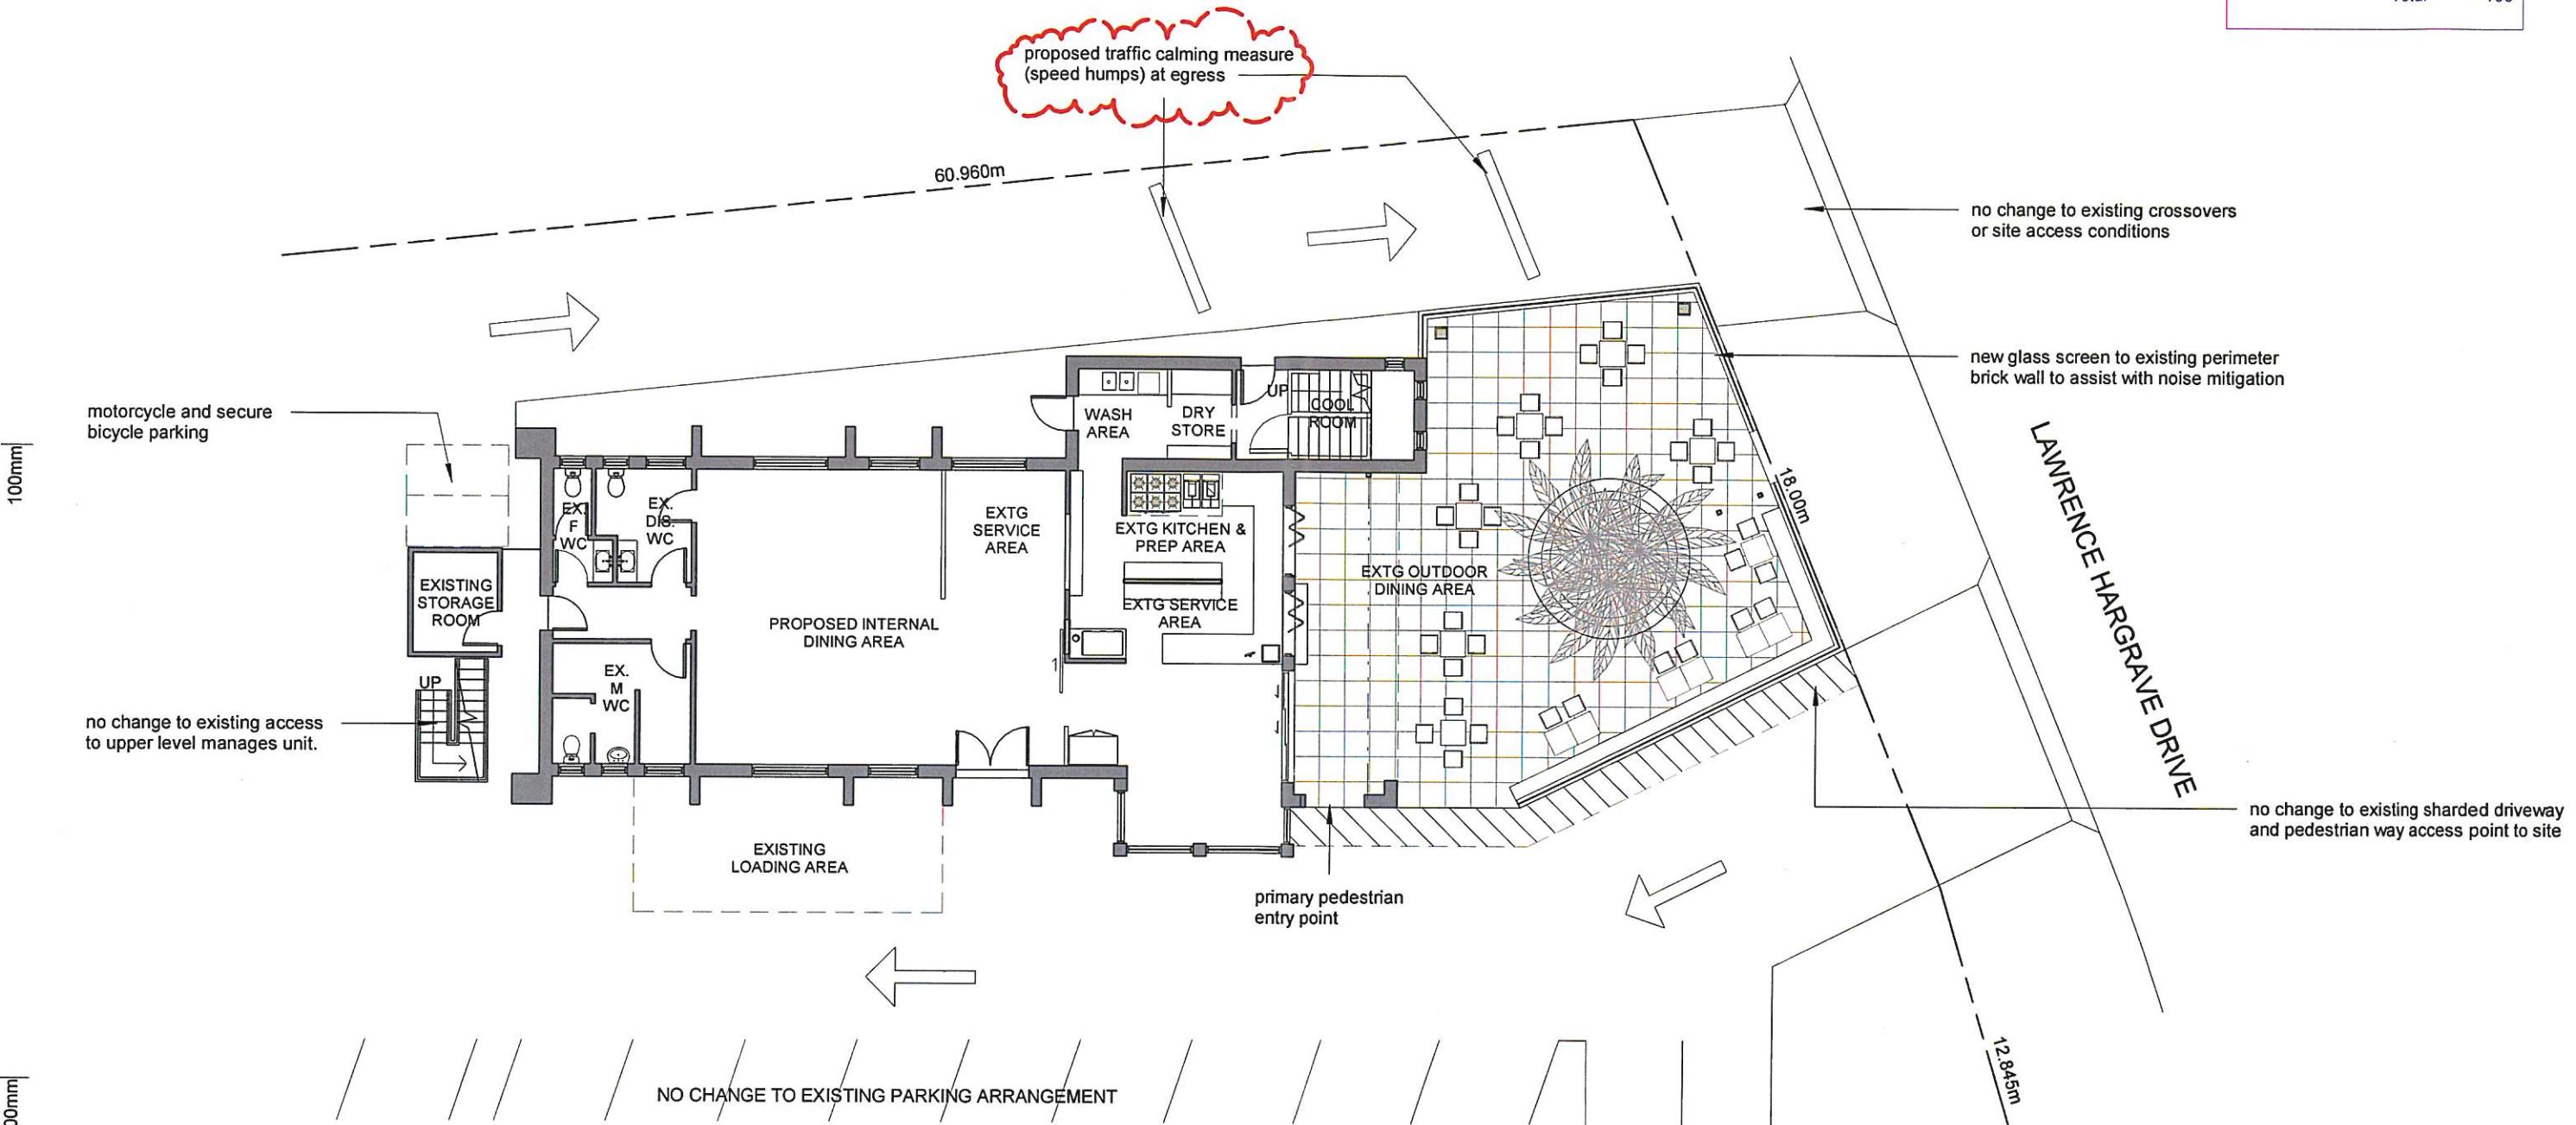 Total 100
proposed traffic calming measure
(speed humps) at egress
60.960m
no change to existing crossovers
or site access conditions
new glass screen to existing perimeter
brick wall to assist with noise mitigation
motorcycle and secure
bicycle parking
100mm
WASH
AREA
DRY
STORE
UP
COOL
ROOM
18.00m
LAWRENCE HARGRAVE DRIVE
EX.
F
WC
EX.
DIS.
WC
EXTG
SERVICE
AREA
EXTG KITCHEN &
PREP AREA
EXTG OUTDOOR
DINING AREA
EXISTING
STORAGE
ROOM
EXTG SERVICE
AREA
PROPOSED INTERNAL
DINING AREA
EX.
M
WC
UP
no change to existing access
to upper level manages unit.
no change to existing sharded driveway
and pedestrian way access point to site
EXISTING
LOADING AREA
primary pedestrian
entry point
12.845m
NO CHANGE TO EXISTING PARKING ARRANGEMENT
00mm